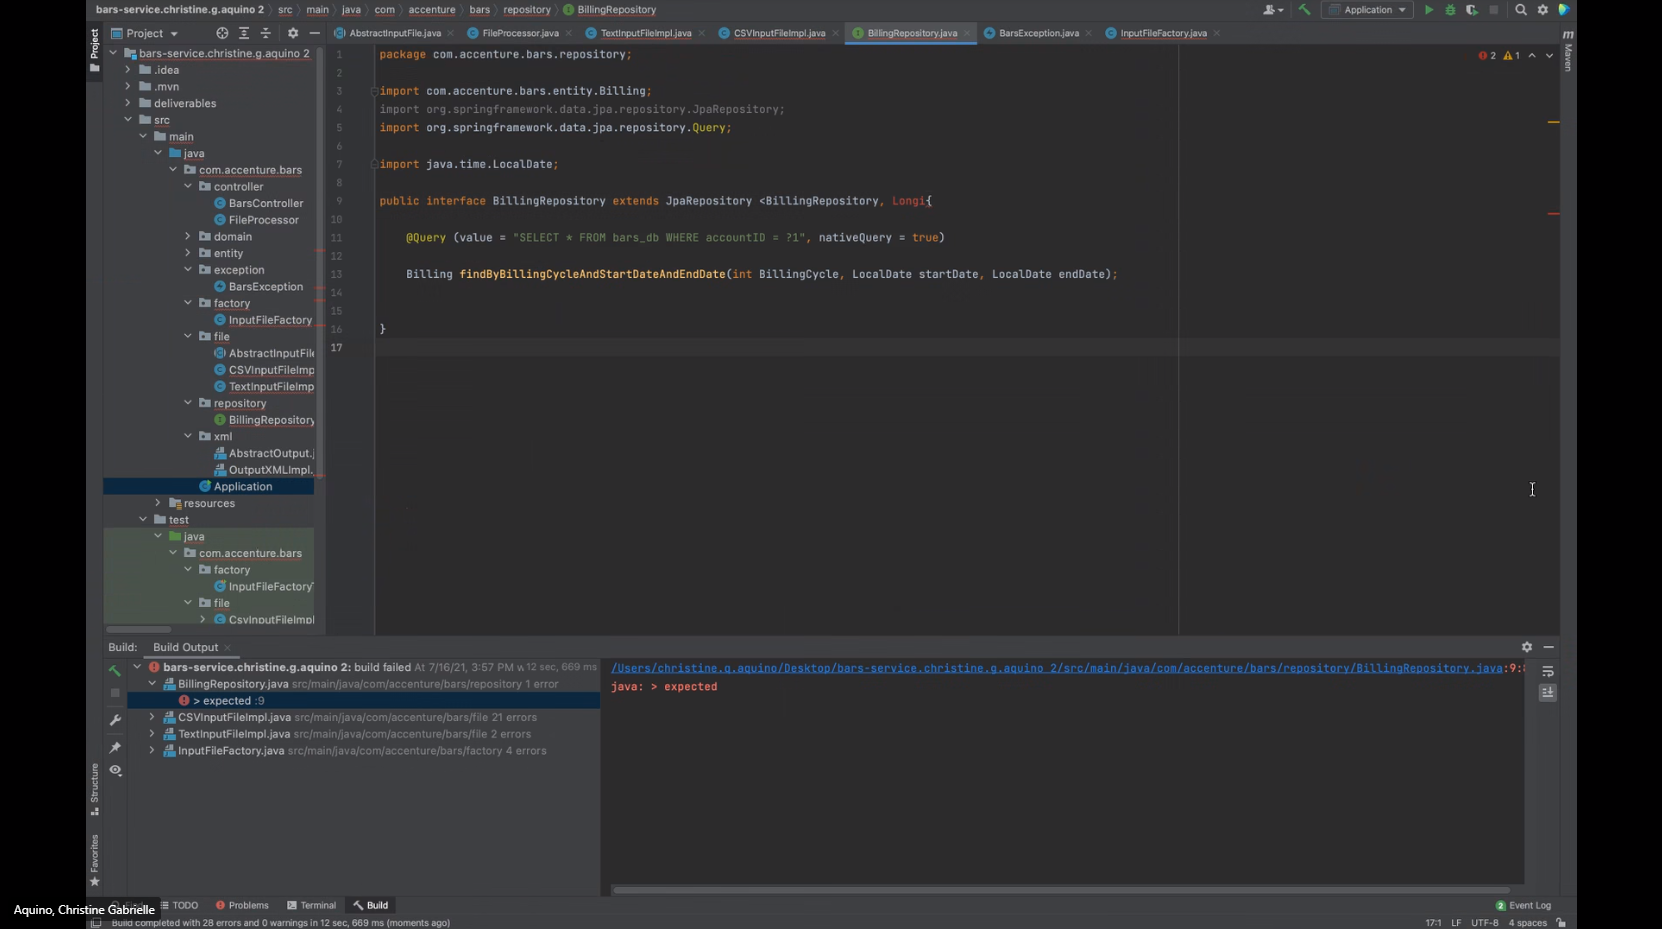 bars-service.christine.g.aquino 2 src main java com accenture bars repository BillingRepository
Application
Project
AbstractInputFile.java FileProcessor.java TextInputFileImpl.java CSVInputFileImpl.java BillingRepository.java BarsException.java InputFileFactory.java
Project
Maven
bars-service.christine.g.aquino 2
.idea
.mvn
deliverables
src
main
java
com.accenture.bars
controller
BarsController
FileProcessor
domain
entity
exception
BarsException
factory
InputFileFactory
file
AbstractInputFile
CSVInputFileImp
TextInputFileImp
repository
BillingRepository
xml
AbstractOutput.j
OutputXMLImpl.
Application
resources
test
java
com.accenture.bars
factory
InputFileFactoryT
file
CsvInputFileImpl
2 1
1 package com.accenture.bars.repository;
2
3 import com.accenture.bars.entity.Billing;
4 import org.springframework.data.jpa.repository.JpaRepository;
5 import org.springframework.data.jpa.repository.Query;
6
7 import java.time.LocalDate;
8
9 public interface BillingRepository extends JpaRepository <BillingRepository, Longi{
10
11 @Query (value = "SELECT * FROM bars_db WHERE accountID = ?1", nativeQuery = true)
12
13 Billing findByBillingCycleAndStartDateAndEndDate(int BillingCycle, LocalDate startDate, LocalDate endDate);
14
15
16 }
17
Build: Build Output
bars-service.christine.g.aquino 2: build failed At 7/16/21, 3:57 PM w 12 sec, 669 ms
BillingRepository.java src/main/java/com/accenture/bars/repository 1 error
> expected :9
CSVInputFileImpl.java src/main/java/com/accenture/bars/file 21 errors
TextInputFileImpl.java src/main/java/com/accenture/bars/file 2 errors
InputFileFactory.java src/main/java/com/accenture/bars/factory 4 errors
/Users/christine.g.aquino/Desktop/bars-service.christine.g.aquino 2/src/main/java/com/accenture/bars/repository/BillingRepository.java:9:
java: > expected
Structure
Favorites
TODO Problems Terminal Build
2 Event Log
Aquino, Christine Gabrielle
Build completed with 28 errors and 0 warnings in 12 sec, 669 ms (moments ago)
17:1 LF UTF-8 4 spaces